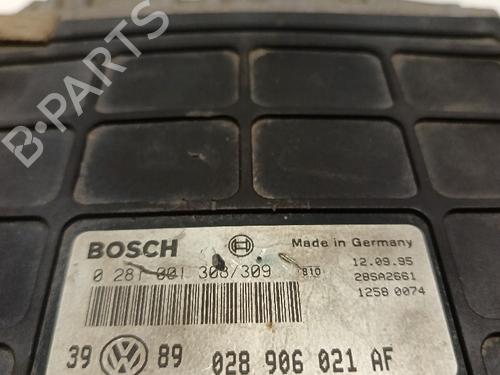 B-PARTS
BOSCH
Made in Germany
0 281 001 308/309 810
12.09.95
28SA2661
1258 0074
39 89 028 906 021 AF